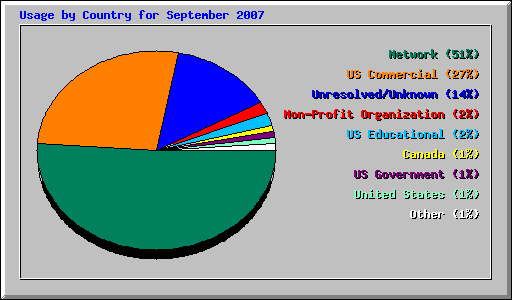 Usage by Country for September 2007
Network (51%)
US Commercial (27%)
Unresolved/Unknown (14%)
Non-Profit Organization (2%)
US Educational (2%)
Canada (1%)
US Government (1%)
United States (1%)
Other (1%)